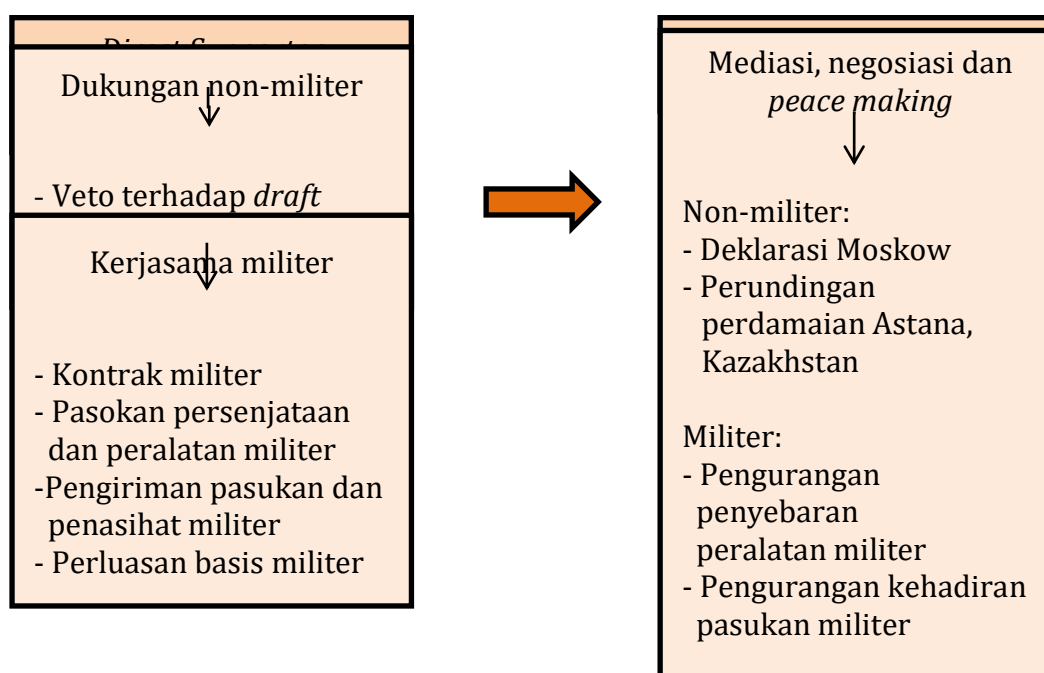 Dukungan non-militer
- Veto terhadap draft
Kerjasama militer
- Kontrak militer
- Pasokan persenjataan
dan peralatan militer
-Pengiriman pasukan dan
penasihat militer
- Perluasan basis militer
Mediasi, negosiasi dan
peace making
Non-militer:
- Deklarasi Moskow
- Perundingan
perdamaian Astana,
Kazakhstan
Militer:
- Pengurangan
penyebaran
peralatan militer
- Pengurangan kehadiran
pasukan militer